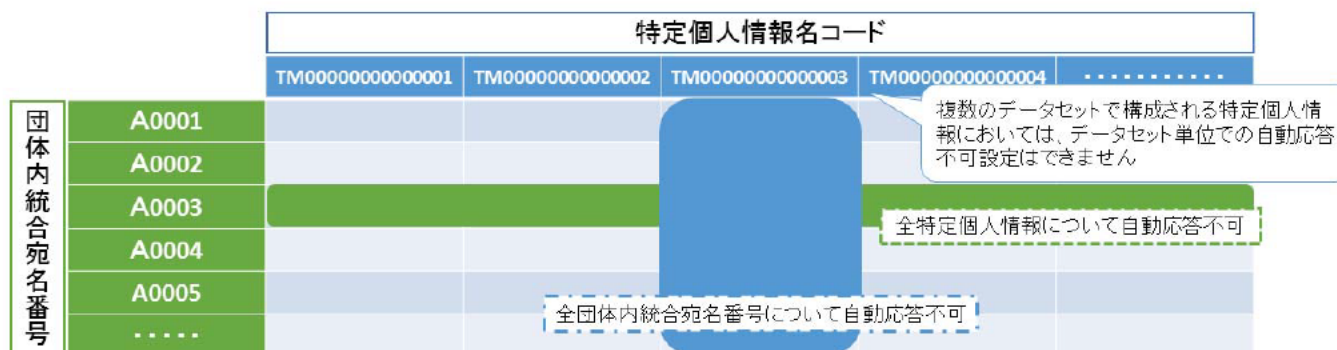 特定個人情報名コード
TM00000000000001 TM00000000000002 TM00000000000003 TM00000000000004 ・・・・・・・・・・・
複数のデータセットで構成される特定個人情
報においては、データセット単位での自動応答
不可設定はできません
団体内統合宛名番号
A0001
A0002
A0003
全特定個人情報について自動応答不可
A0004
A0005
全団体内統合宛名番号について自動応答不可
・・・・・